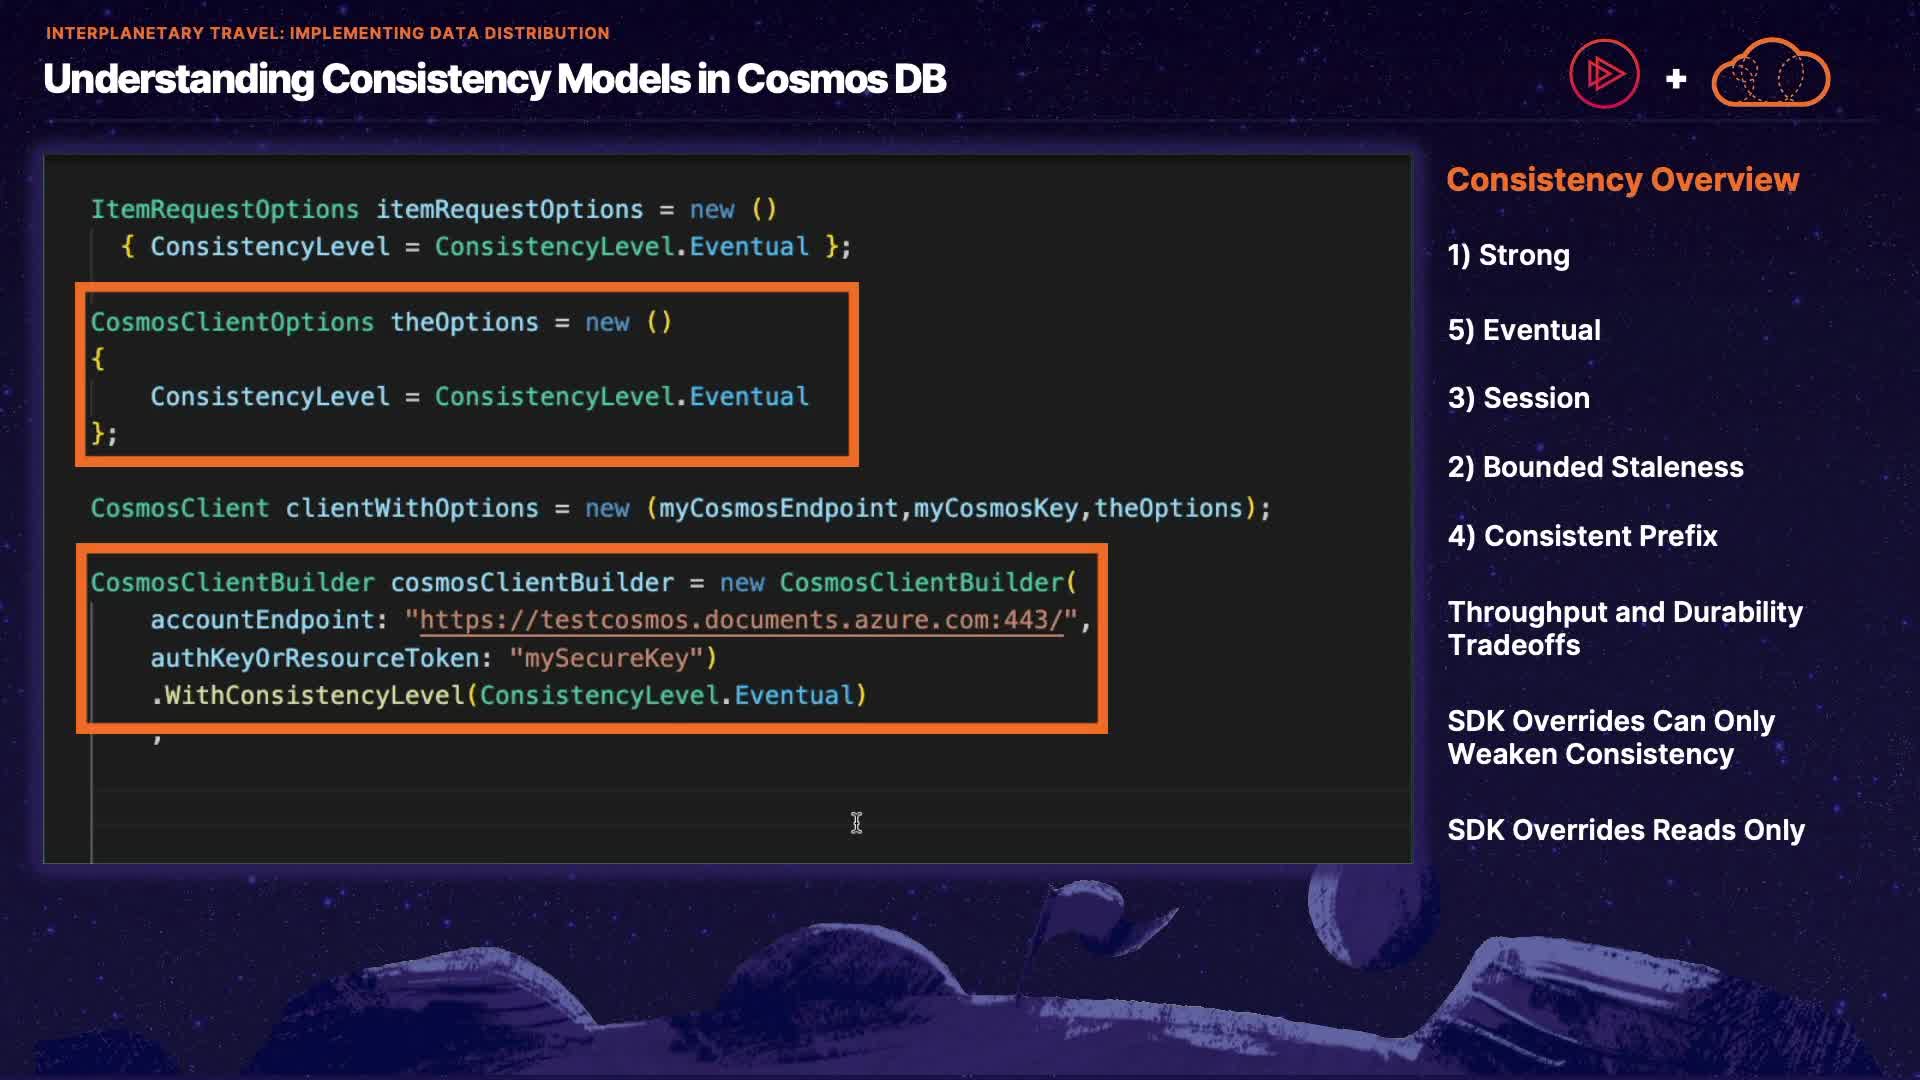 INTERPLANETARY TRAVEL: IMPLEMENTING DATA DISTRIBUTION
Understanding Consistency Models in Cosmos DB
+
ItemRequestOptions itemRequestOptions = new ()
{ ConsistencyLevel = ConsistencyLevel.Eventual };
CosmosClientOptions theOptions = new ()
{
ConsistencyLevel = ConsistencyLevel.Eventual
};
CosmosClient clientWithOptions = new (myCosmosEndpoint,myCosmosKey,theOptions);
CosmosClientBuilder cosmosClientBuilder = new CosmosClientBuilder(
accountEndpoint: "https://testcosmos.documents.azure.com:443/",
authKeyOrResourceToken: "mySecureKey")
.WithConsistencyLevel(ConsistencyLevel.Eventual)
;
Consistency Overview
1) Strong
5) Eventual
3) Session
2) Bounded Staleness
4) Consistent Prefix
Throughput and Durability
Tradeoffs
SDK Overrides Can Only
Weaken Consistency
SDK Overrides Reads Only